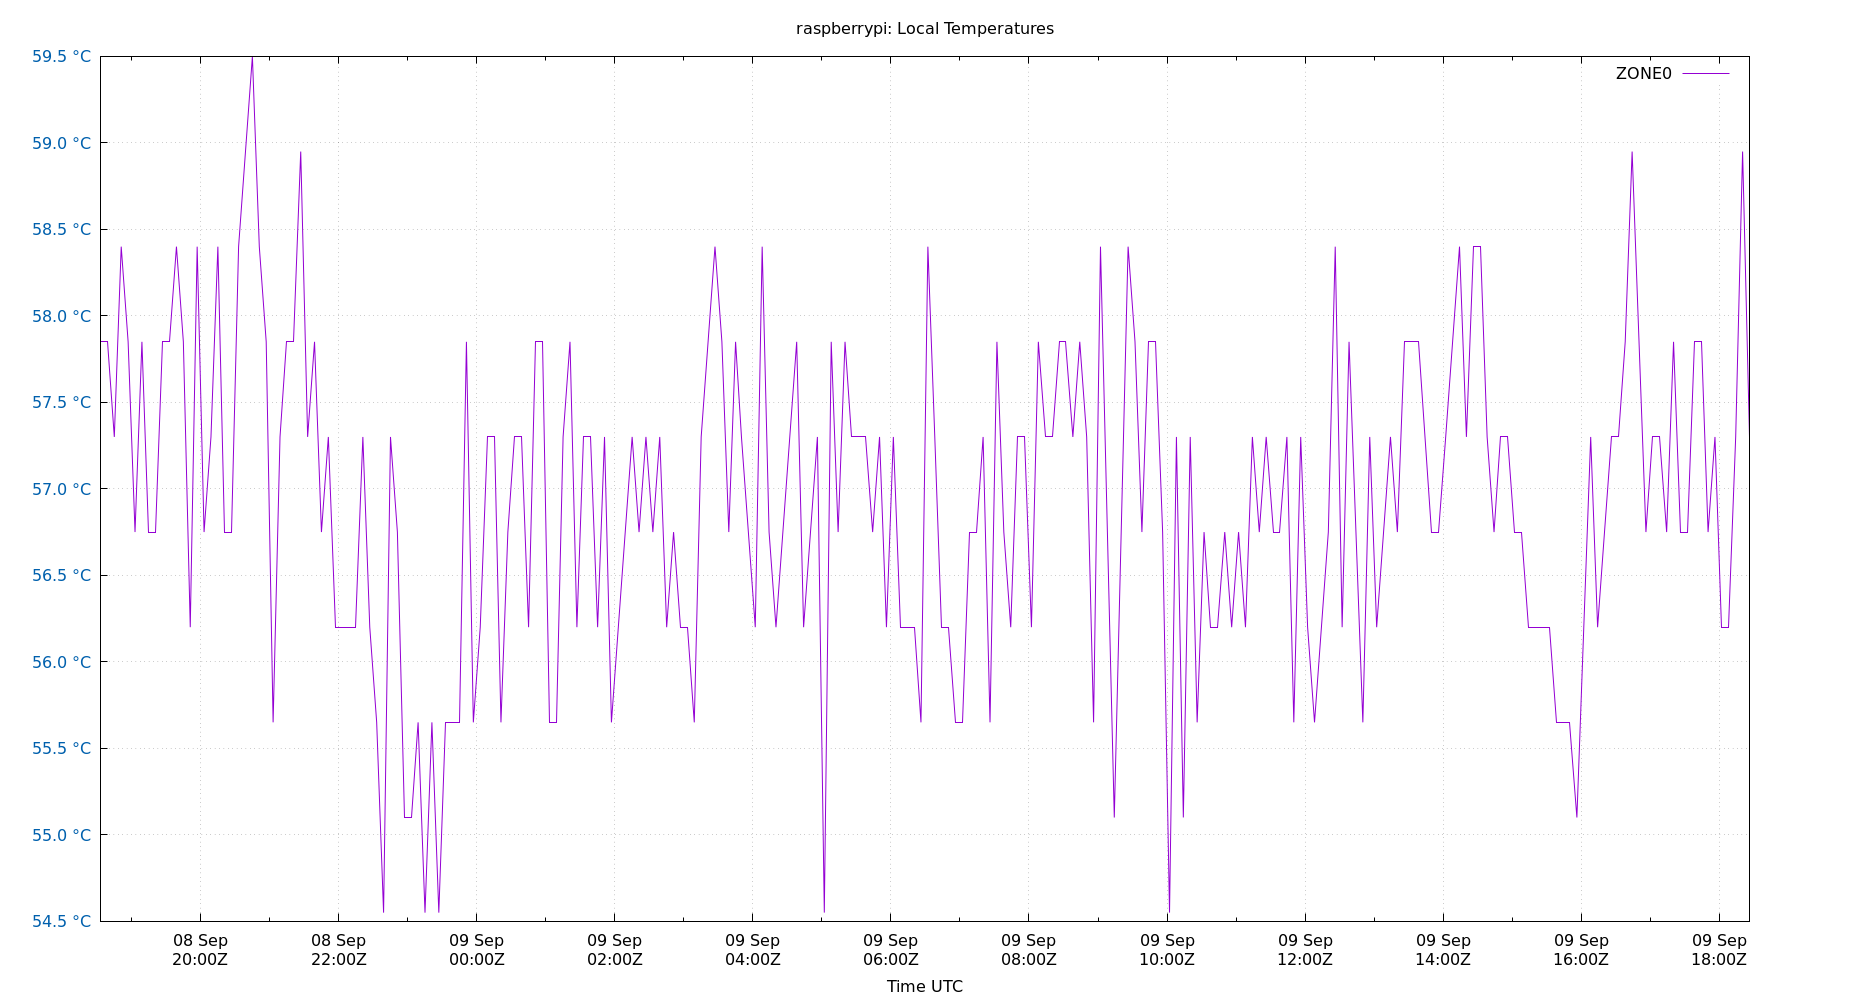 raspberrypi: Local Temperatures
59.5 °C
ZONE0
59.0 °C
58.5 °C
58.0 °C
57.5 °C
57.0 °C
56.5 °C
56.0 °C
55.5 °C
55.0 °C
54.5 °C
08 Sep 08 Sep 09 Sep 09 Sep 09 Sep 09 Sep 09 Sep 09 Sep 09 Sep 09 Sep 09 Sep 09 Sep
20:00Z 22:00Z 00:00Z 02:00Z 04:00Z 06:00Z 08:00Z 10:00Z 12:00Z 14:00Z 16:00Z 18:00Z
Time UTC